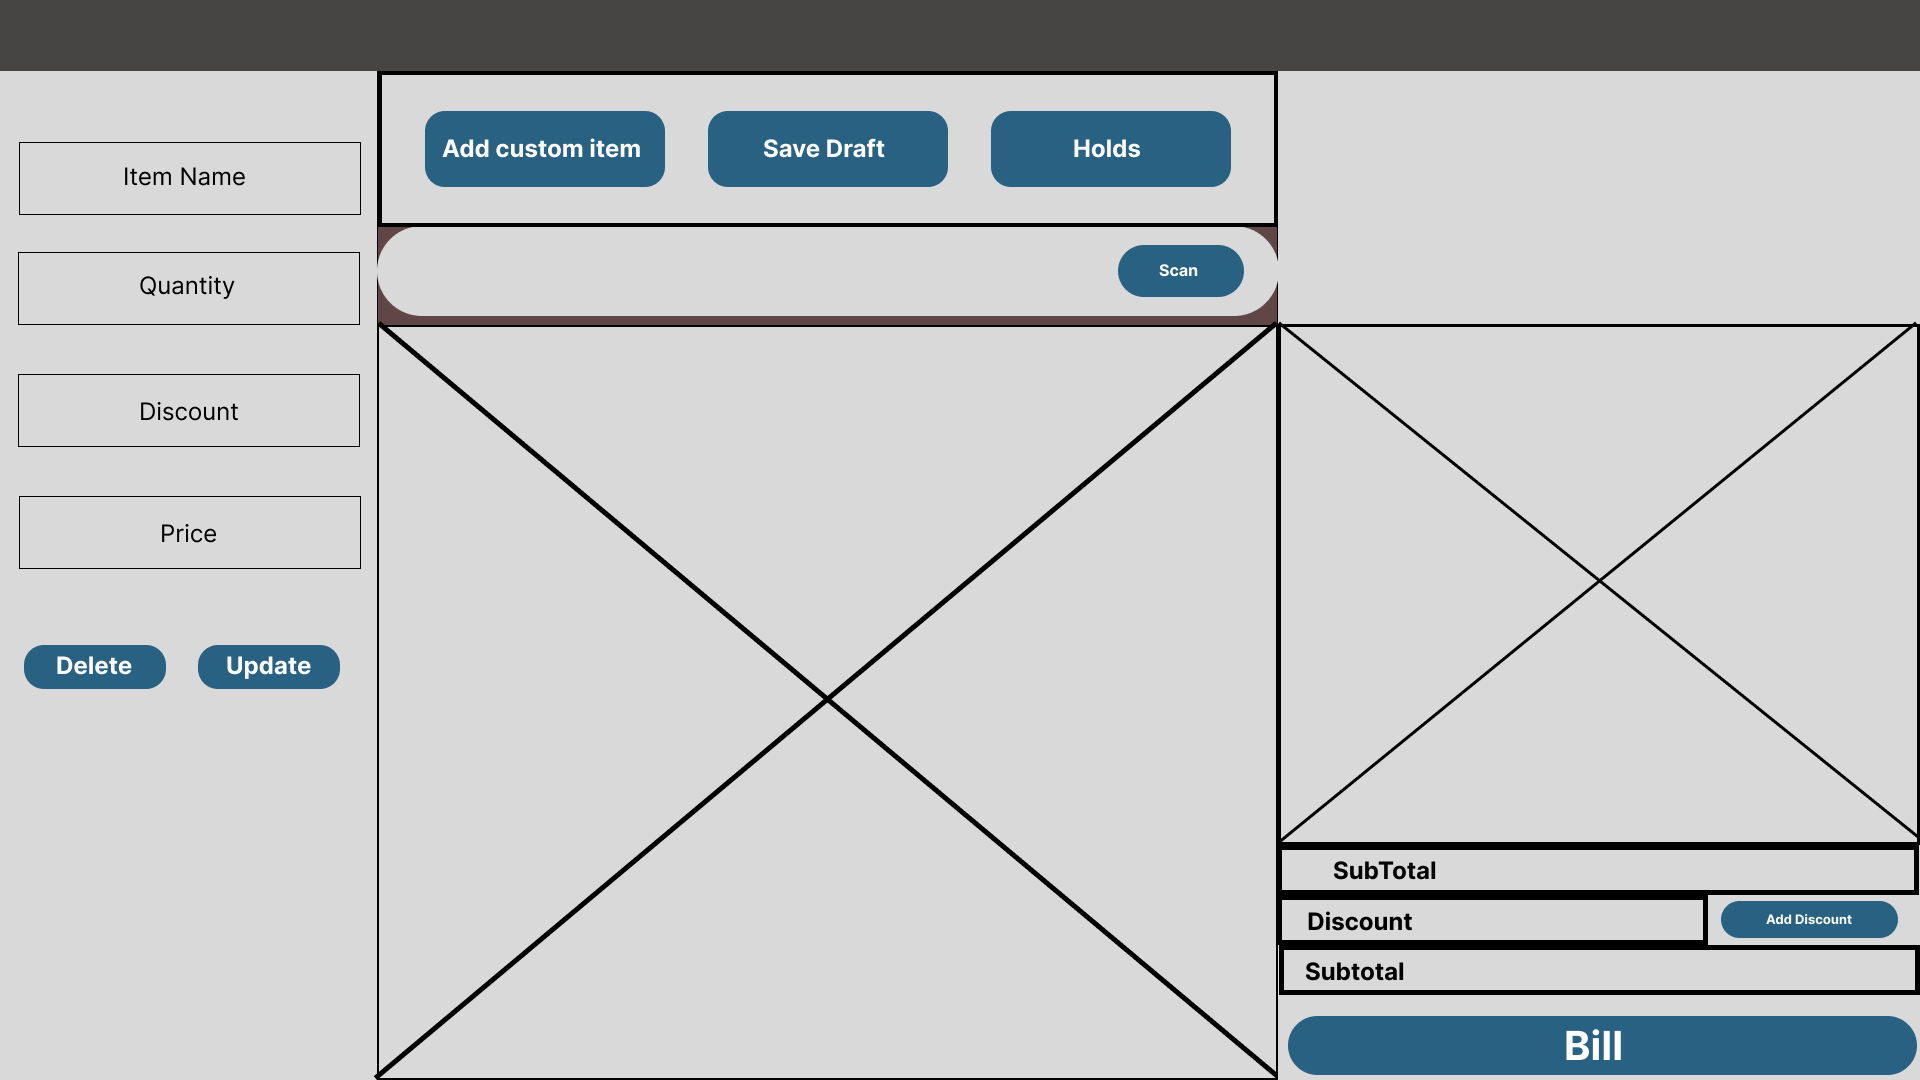 Item Name
Quantity
Discount
Price
Delete
Update
Add custom item
Save Draft
Holds
Scan
SubTotal
Discount
Add Discount
Subtotal
Bill